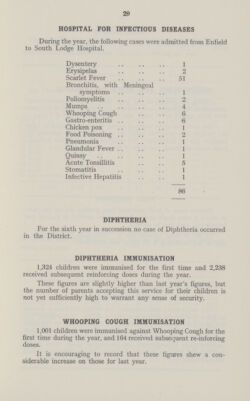 29
HOSPITAL FOR INFECTIOUS DISEASES
During the year, the following cases were admitted from Enfield
to South Lodge Hospital.
Dysentery .. .. .. 1
Erysipelas .. .. .. 2
Scarlet Fever .. .. .. 51
Bronchitis, with Meningeal
symptoms .. .. .. 1
Poliomyelitis .. .. .. 2
Mumps .. .. .. 4
Whooping Cough .. .. 6
Gastro-enteritis .. .. .. 6
Chicken pox .. .. .. 1
Food Poisoning .. .. .. 2
Pneumonia .. .. .. 1
Glandular Fever .. .. .. 1
Quinsy .. .. .. 1
Acute Tonsillitis .. .. 5
Stomatitis .. .. .. 1
Infective Hepatitis .. .. 1
86
DIPHTHERIA
For the sixth year in succession no case of Diphtheria occurred
in the District.
DIPHTHERIA IMMUNISATION
1,324 children were immunised for the first time and 2,238
received subsequent reinforcing doses during the year.
These figures are slightly higher than last year's figures, but
the number of parents accepting this service for their children is
not yet sufficiently high to warrant any sense of security.
WHOOPING COUGH IMMUNISATION
1,001 children were immunised against Whooping Cough for the
first time during the year, and 164 received subsequent re-inforcing
doses.
It is encouraging to record that these figures shew a con-
siderable increase on those for last year.